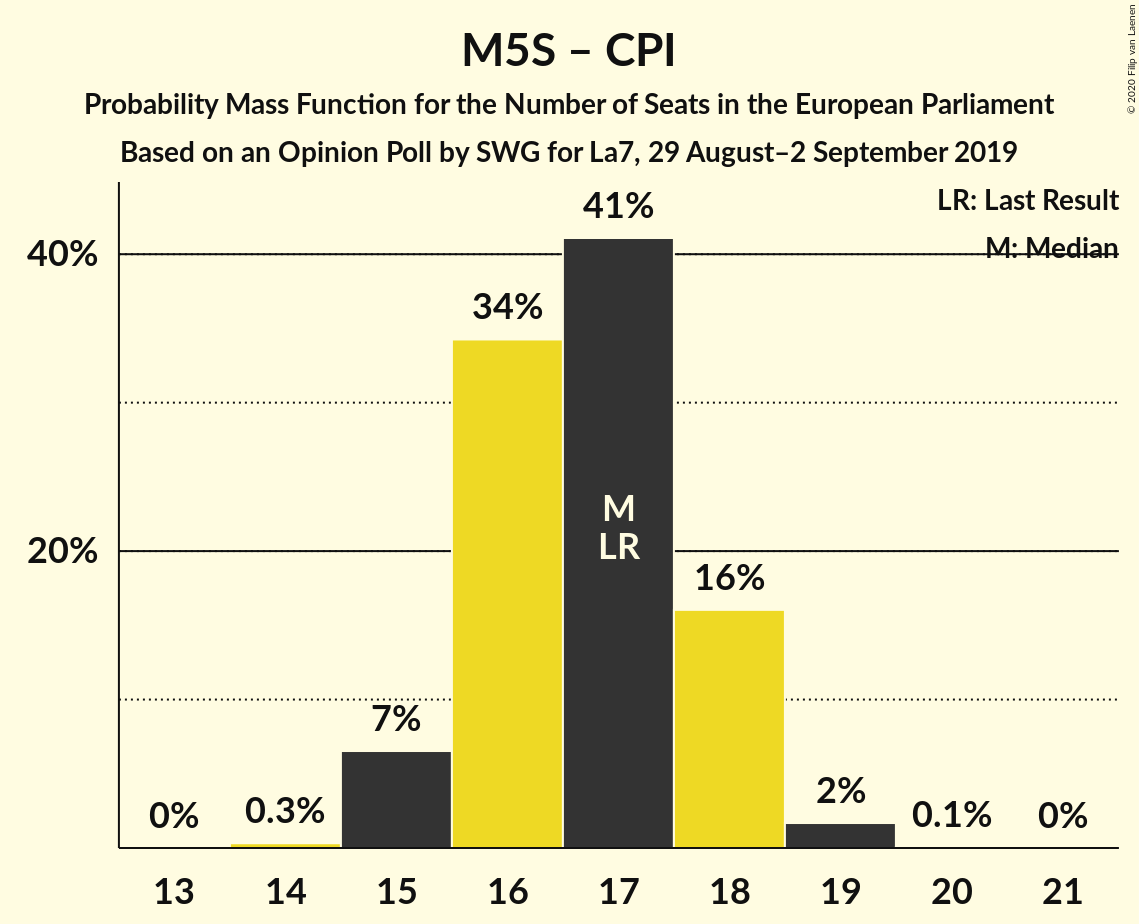 M5S – CPI
Probability Mass Function for the Number of Seats in the European Parliament
Based on an Opinion Poll by SWG for La7, 29 August–2 September 2019
© 2020 Filip van Laenen
LR: Last Result
M: Median
40%
20%
0%
0.3%
7%
34%
41%
16%
2%
0.1%
0%
M
LR
13 14 15 16 17 18 19 20 21